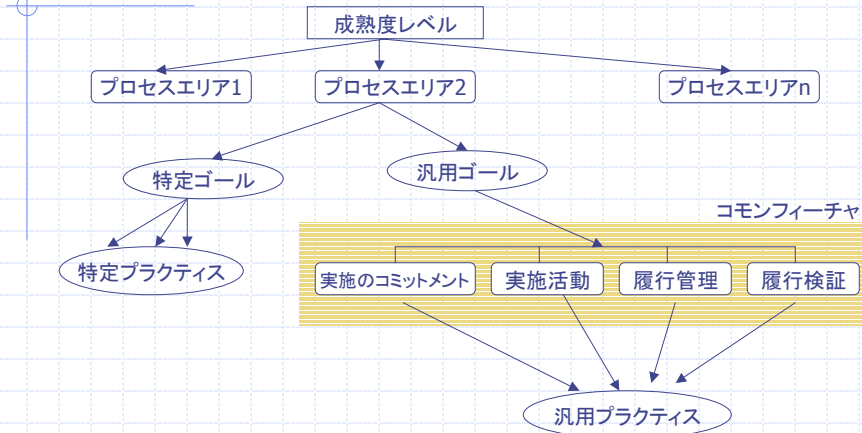 成熟度レベル
プロセスエリア1
プロセスエリア2
プロセスエリアn
特定ゴール
汎用ゴール
コモンフィーチャ
特定プラクティス
実施のコミットメント
実施活動
履行管理
履行検証
汎用プラクティス